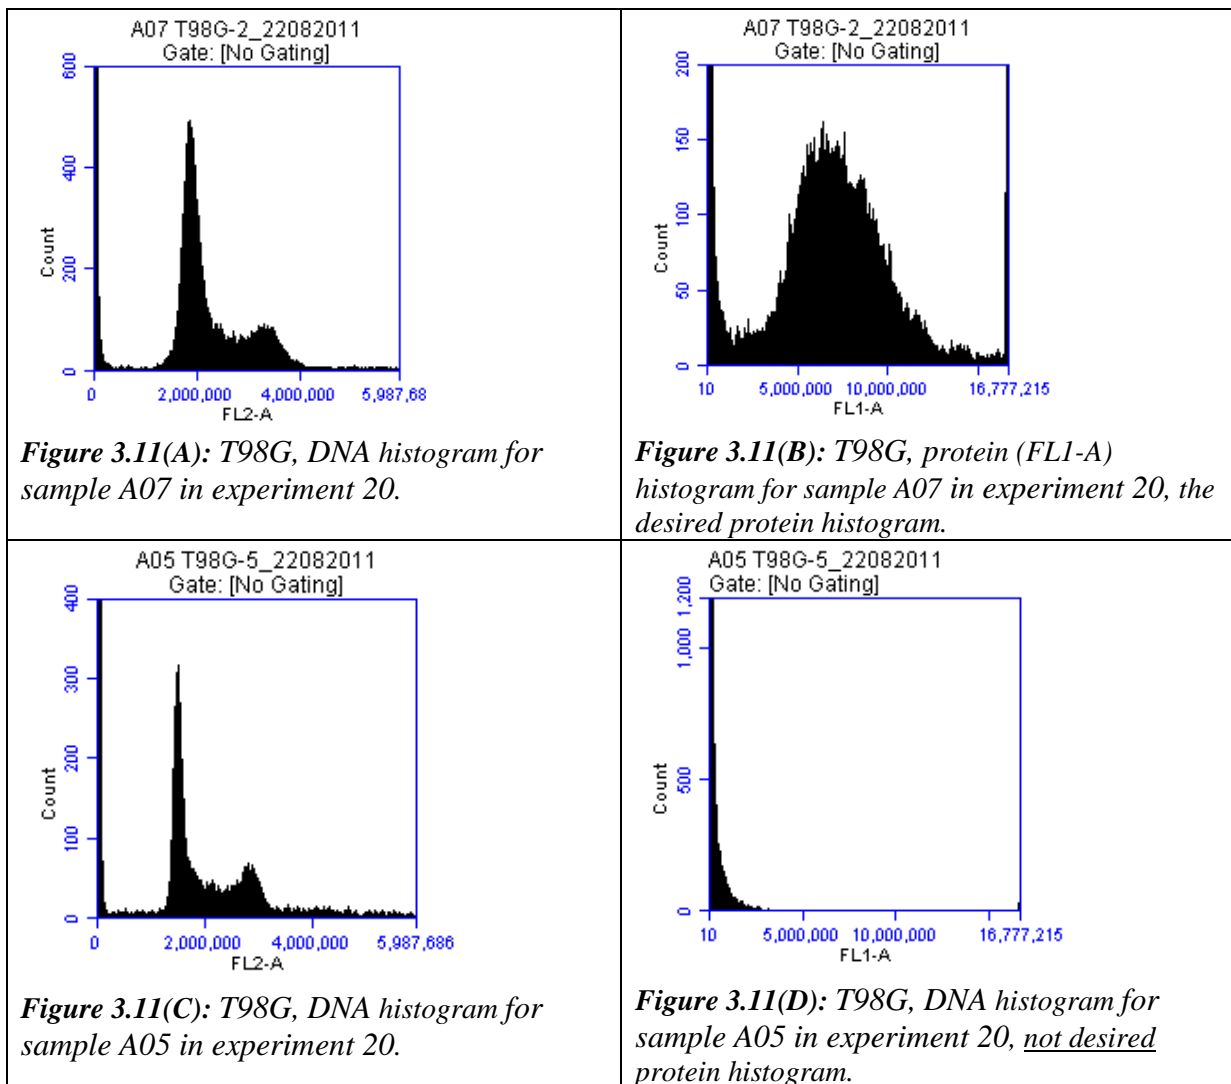 A07 T98G-2_22082011
Gate: [No Gating]
600
400
200
0
Count
0 2,000,000 4,000,000 5,987,68
FL2-A
Figure 3.11(A): T98G, DNA histogram for
sample A07 in experiment 20.
A07 T98G-2_22082011
Gate: [No Gating]
200
150
100
50
0
Count
10 5,000,000 10,000,000 16,777,215
FL1-A
Figure 3.11(B): T98G, protein (FL1-A)
histogram for sample A07 in experiment 20, the
desired protein histogram.
A05 T98G-5_22082011
Gate: [No Gating]
400
300
200
100
0
Count
0 2,000,000 4,000,000 5,987,686
FL2-A
Figure 3.11(C): T98G, DNA histogram for
sample A05 in experiment 20.
A05 T98G-5_22082011
Gate: [No Gating]
1,200
1,000
500
0
Count
10 5,000,000 10,000,000 16,777,215
FL1-A
Figure 3.11(D): T98G, DNA histogram for
sample A05 in experiment 20, not desired
protein histogram.